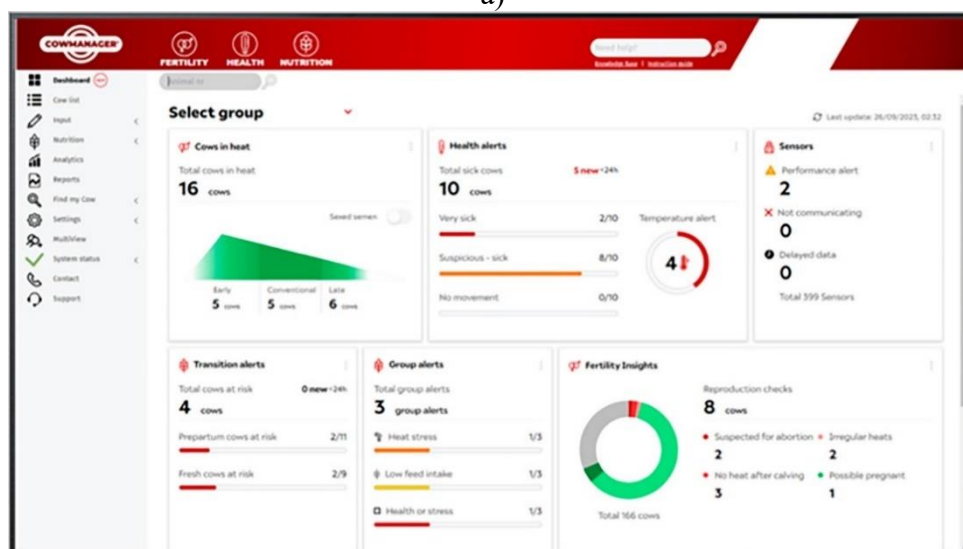 a)
COWMANAGER
FERTILITY HEALTH NUTRITION
Need help?
Knowledge base | Instruction guide
Dashboard
Cow list
Input
Nutrition
Analytics
Reports
Find my Cow
Settings
MultiView
System status
Contact
Support
Select group
Last update: 26/09/2023, 02:32
Cows in heat
Total cows in heat
16 cows
Sexed semen
Early Conventional Late
5 cows 5 cows 6 cows
Health alerts
Total sick cows 5 new <24h
10 cows
Very sick 2/10
Suspicious - sick 8/10
No movement 0/10
Temperature alert
4
Sensors
Performance alert
2
Not communicating
0
Delayed data
0
Total 399 Sensors
Transition alerts
Total cows at risk 0 new <24h
4 cows
Prepartum cows at risk 2/11
Fresh cows at risk 2/9
Group alerts
Total group alerts
3 group alerts
Heat stress 1/3
Low feed intake 1/3
Health or stress 1/3
Fertility Insights
Total 166 cows
Reproduction checks
8 cows
Suspected for abortion Irregular heats
2 2
No heat after calving Possible pregnant
3 1